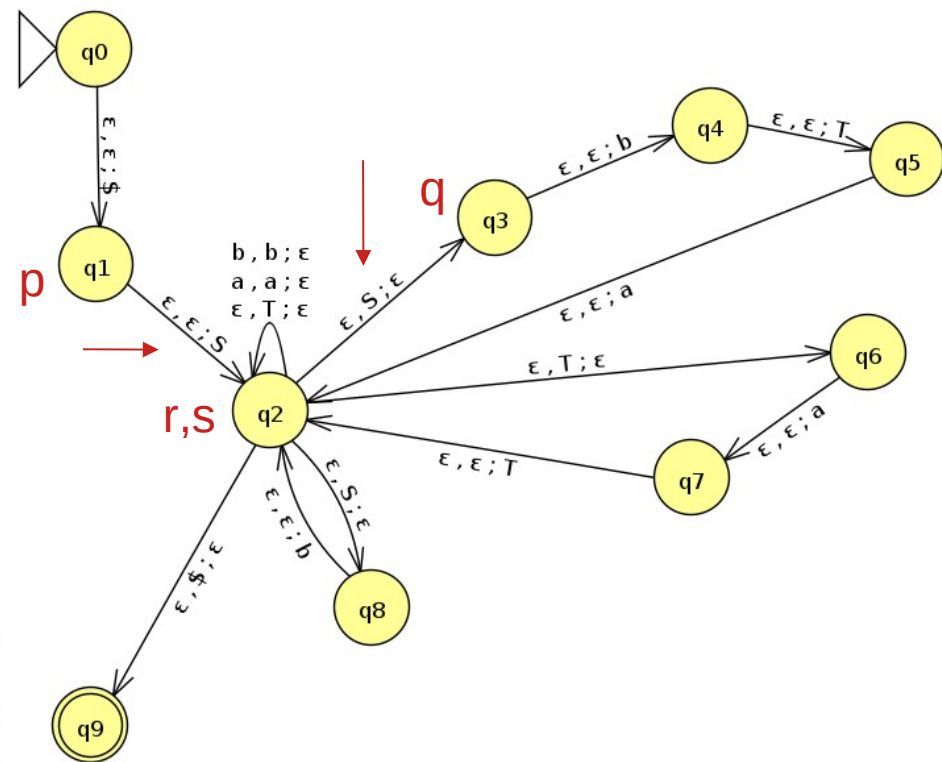 q0
ε,ε;$
q4
ε,ε;T
q5
ε,ε;b
q
q3
b,b;ε
a,a;ε
ε,T;ε
p
q1
ε,ε;S
ε,S;ε
ε,ε;a
q6
ε,T;ε
r,s
q2
ε,ε;a
ε,ε;T
q7
ε,S;ε
ε,ε;b
ε,$;ε
q8
q9